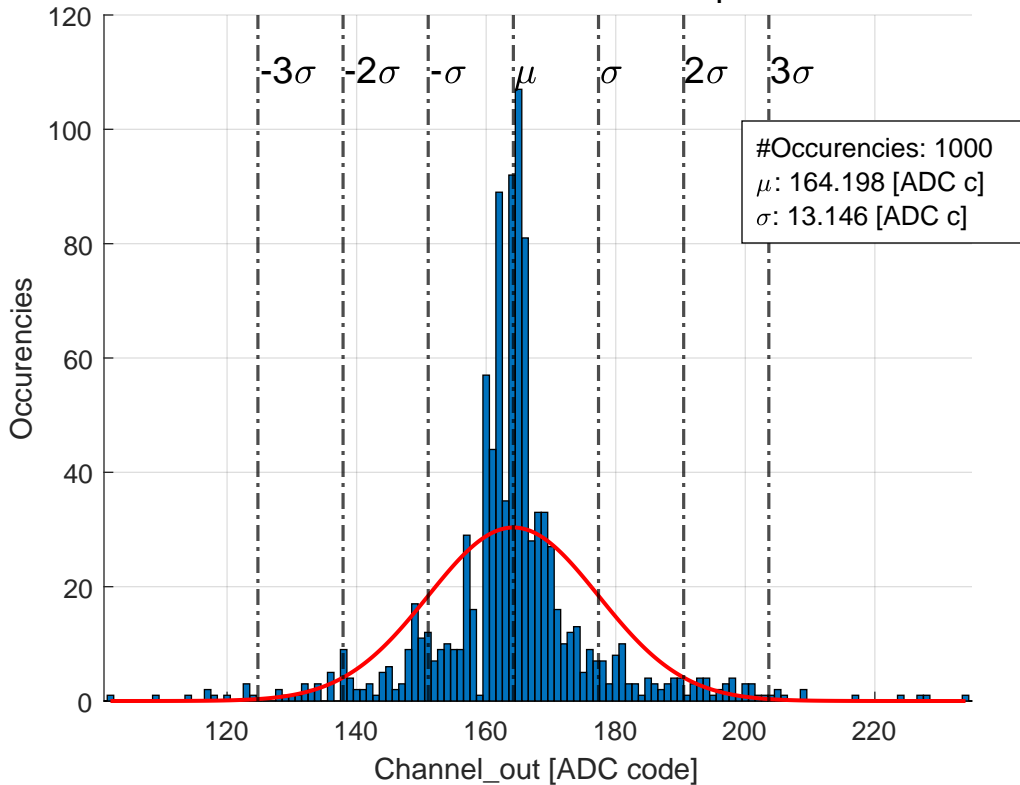 120
100
80
60
40
20
0
-3σ -2σ -σ μ σ 2σ 3σ
#Occurencies: 1000
μ: 164.198 [ADC c]
σ: 13.146 [ADC c]
Occurencies
120 140 160 180 200 220
Channel_out [ADC code]